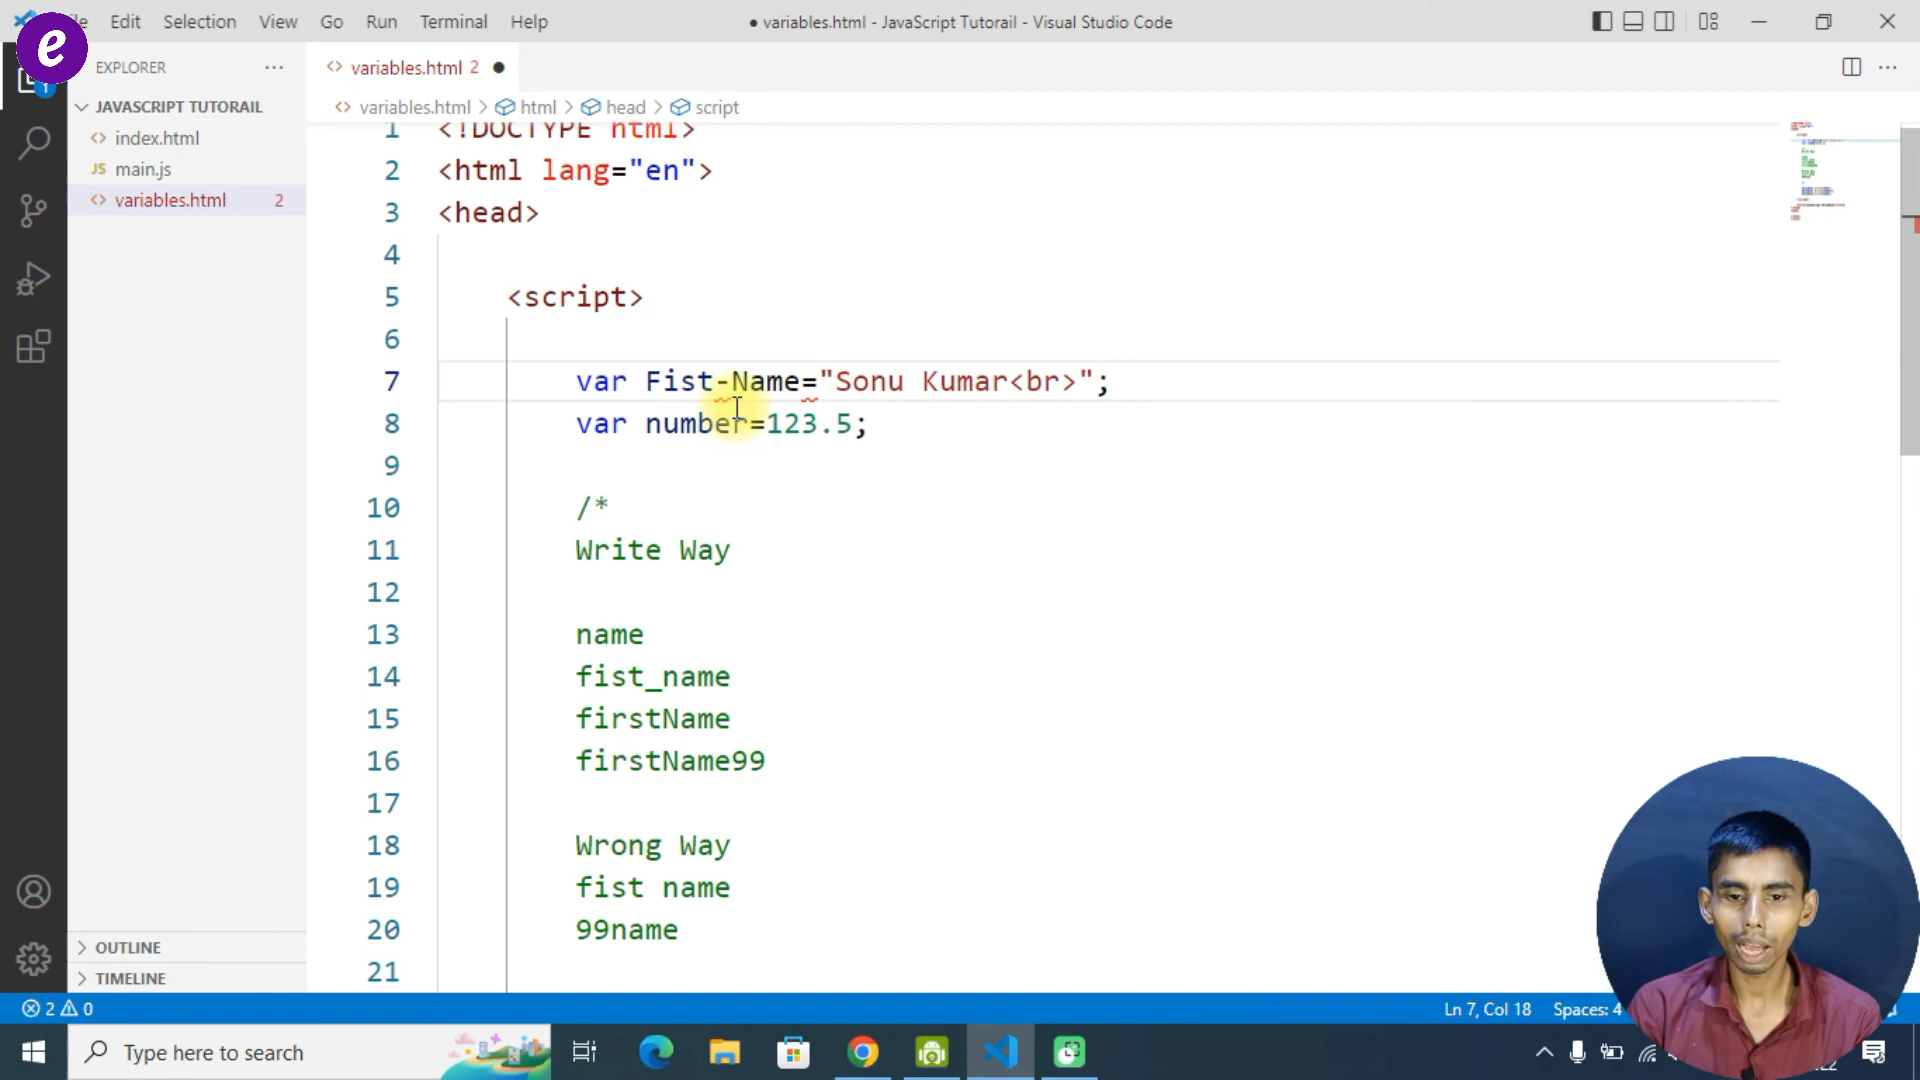 e
Edit Selection View Go Run Terminal Help
● variables.html - JavaScript Tutorail - Visual Studio Code
EXPLORER
variables.html 2
1
JAVASCRIPT TUTORAIL
index.html
JS main.js
variables.html 2
variables.html > html > head > script
1 <!DOCTYPE html>
2 <html lang="en">
3 <head>
4
5 <script>
6
7 var Fist-Name="Sonu Kumar<br>";
8 var number=123.5;
9
10 /*
11 Write Way
12
13 name
14 fist_name
15 firstName
16 firstName99
17
18 Wrong Way
19 fist name
20 99name
21
OUTLINE
TIMELINE
2 0
Ln 7, Col 18 Spaces: 4
Type here to search